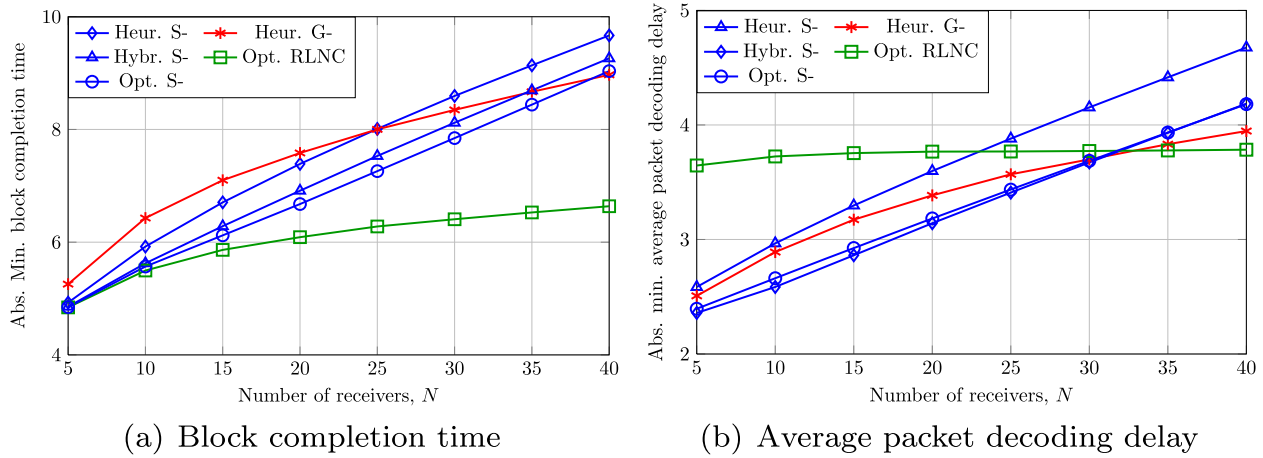 Abs. Min. block completion time
10
8
6
4
Heur. S-
Heur. G-
Hybr. S-
Opt. RLNC
Opt. S-
5 10 15 20 25 30 35 40
Number of receivers, N
(a) Block completion time
Abs. min. average packet decoding delay
5
4
3
2
Heur. S-
Heur. G-
Hybr. S-
Opt. RLNC
Opt. S-
5 10 15 20 25 30 35 40
Number of receivers, N
(b) Average packet decoding delay